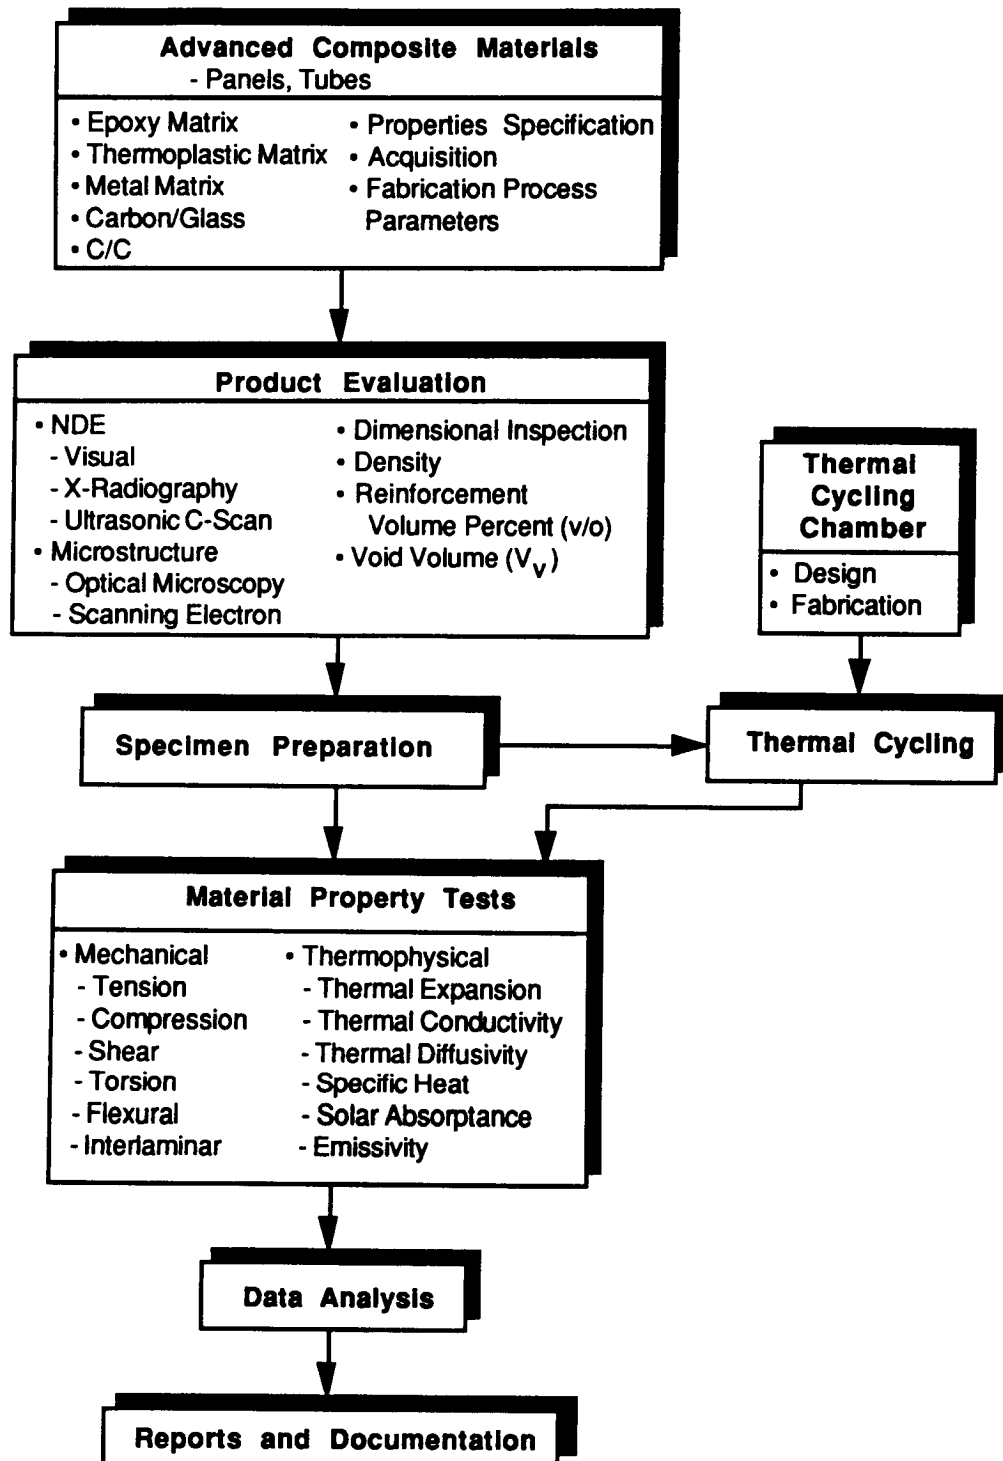 Advanced Composite Materials
- Panels, Tubes
• Epoxy Matrix
• Thermoplastic Matrix
• Metal Matrix
• Carbon/Glass
• C/C
• Properties Specification
• Acquisition
• Fabrication Process
Parameters
Product Evaluation
• NDE
- Visual
- X-Radiography
- Ultrasonic C-Scan
• Microstructure
- Optical Microscopy
- Scanning Electron
• Dimensional Inspection
• Density
• Reinforcement
Volume Percent (v/o)
• Void Volume (Vv)
Thermal
Cycling
Chamber
• Design
• Fabrication
Specimen Preparation
Thermal Cycling
Material Property Tests
• Mechanical
- Tension
- Compression
- Shear
- Torsion
- Flexural
- Interlaminar
• Thermophysical
- Thermal Expansion
- Thermal Conductivity
- Thermal Diffusivity
- Specific Heat
- Solar Absorptance
- Emissivity
Data Analysis
Reports and Documentation